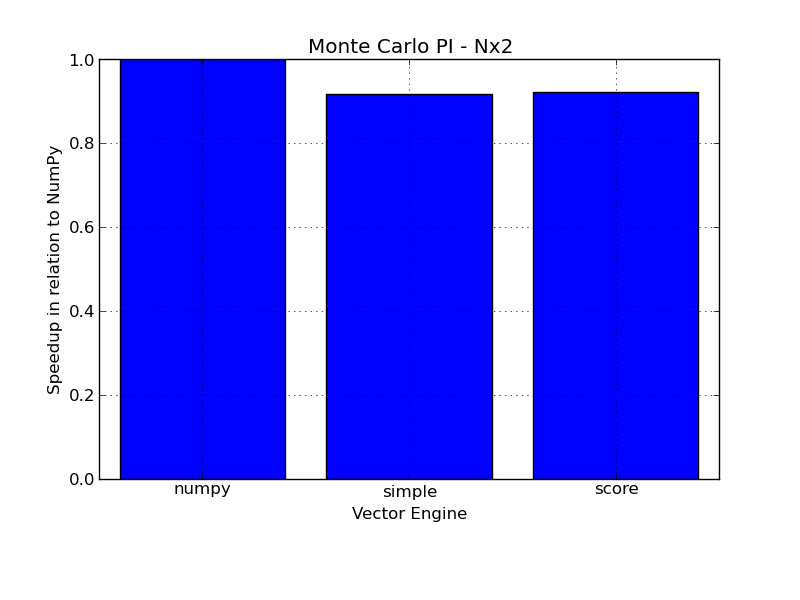 Monte Carlo PI - Nx2
Speedup in relation to NumPy
1.0
0.8
0.6
0.4
0.2
0.0
numpy simple score
Vector Engine